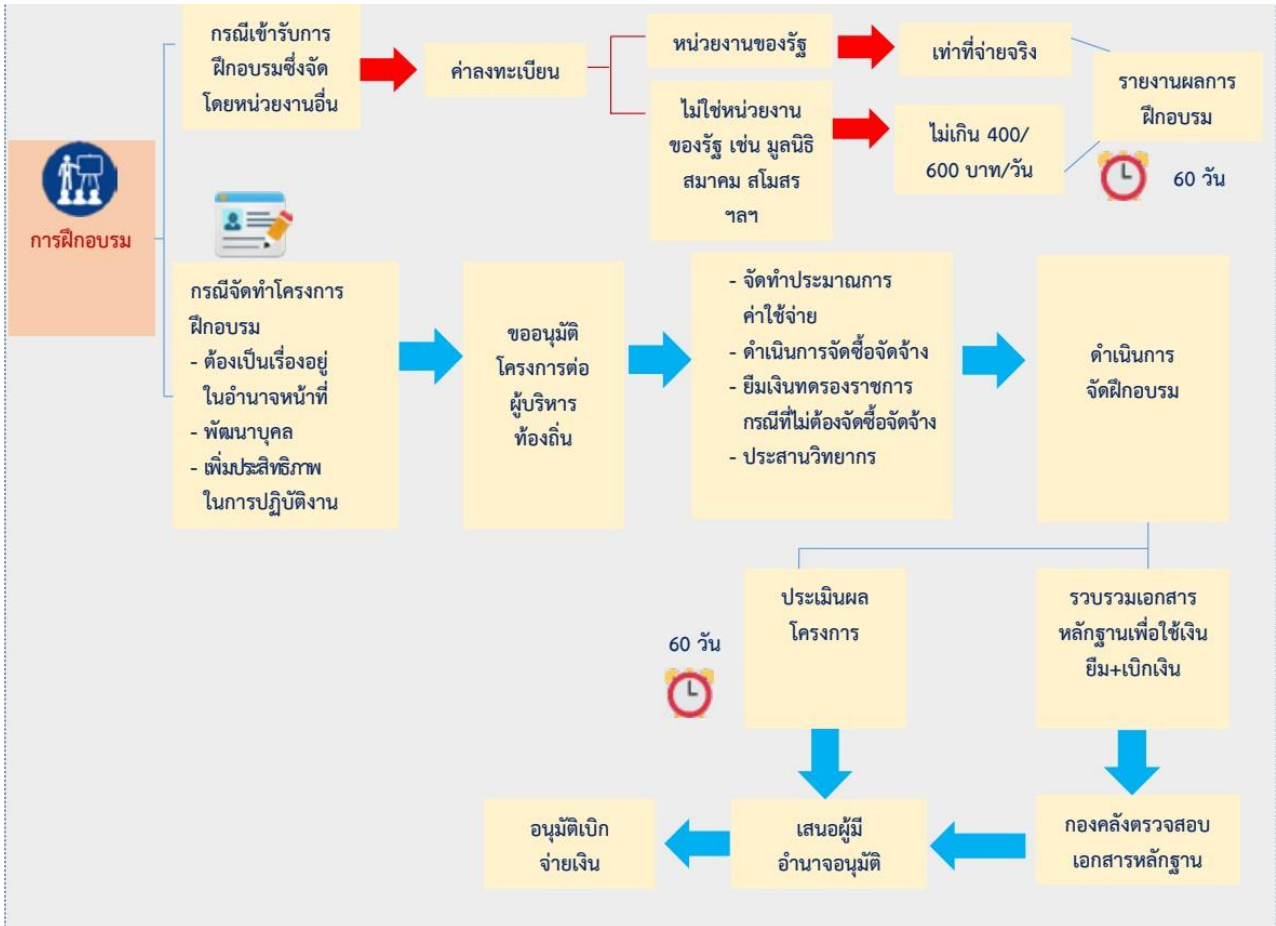 การฝึกอบรม
กรณีเข้ารับการ
ฝึกอบรมซึ่งจัด
โดยหน่วยงานอื่น
ค่าลงทะเบียน
หน่วยงานของรัฐ
เท่าที่จ่ายจริง
ไม่ใช่หน่วยงาน
ของรัฐ เช่น มูลนิธิ
สมาคม สโมสร
ฯลฯ
ไม่เกิน 400/
600 บาท/วัน
รายงานผลการ
ฝึกอบรม
60 วัน
กรณีจัดทำโครงการ
ฝึกอบรม
- ต้องเป็นเรื่องอยู่
ในอำนาจหน้าที่
- พัฒนาบุคล
- เพิ่มประสิทธิภาพ
ในการปฏิบัติงาน
ขออนุมัติ
โครงการต่อ
ผู้บริหาร
ท้องถิ่น
- จัดทำประมาณการ
ค่าใช้จ่าย
- ดำเนินการจัดซื้อจัดจ้าง
- ยืมเงินทดรองราชการ
กรณีที่ไม่ต้องจัดซื้อจัดจ้าง
- ประสานวิทยากร
ดำเนินการ
จัดฝึกอบรม
ประเมินผล
โครงการ
60 วัน
รวบรวมเอกสาร
หลักฐานเพื่อใช้เงิน
ยืม+เบิกเงิน
กองคลังตรวจสอบ
เอกสารหลักฐาน
เสนอผู้มี
อำนาจอนุมัติ
อนุมัติเบิก
จ่ายเงิน